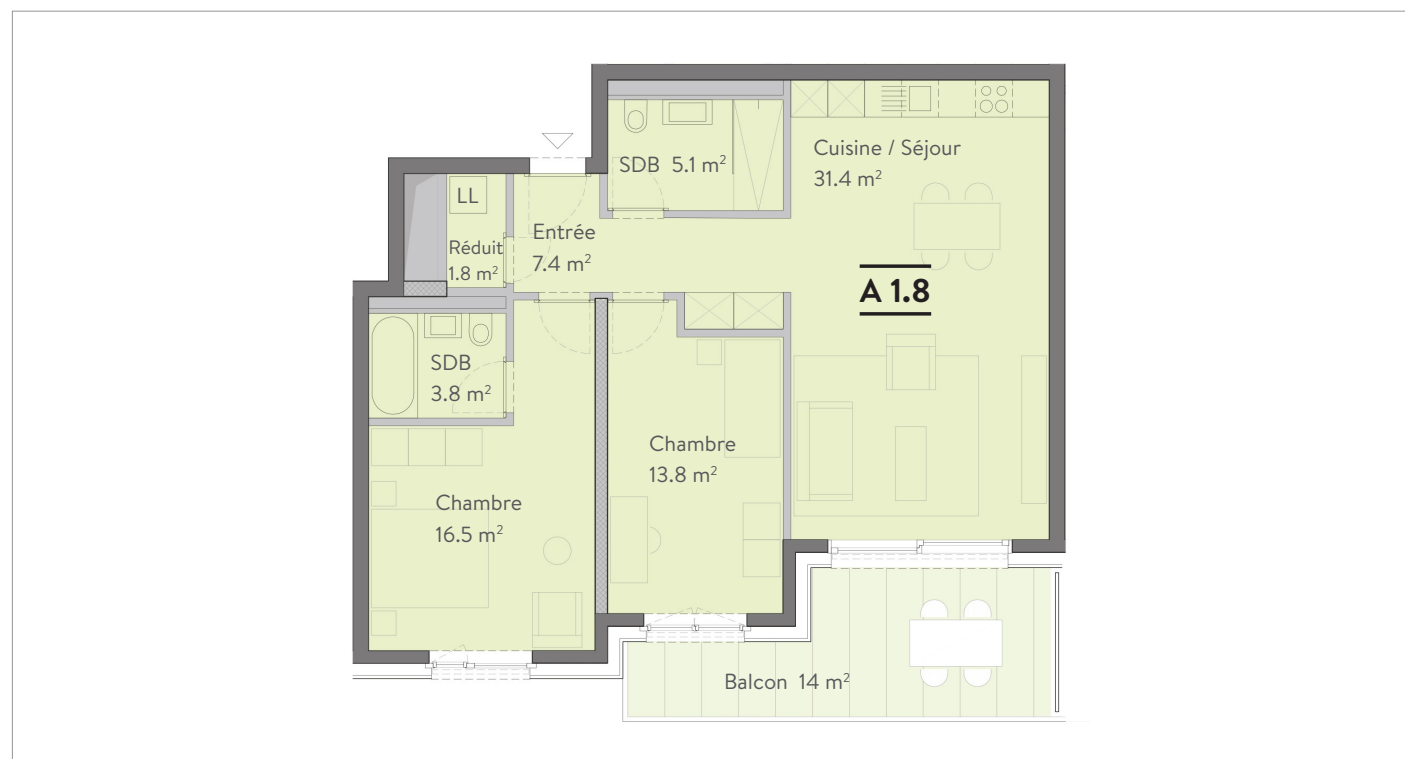 SDB 5.1 m²
Cuisine / Séjour
31.4 m²
LL
Réduit
1.8 m²
Entrée
7.4 m²
A 1.8
SDB
3.8 m²
Chambre
13.8 m²
Chambre
16.5 m²
Balcon 14 m²